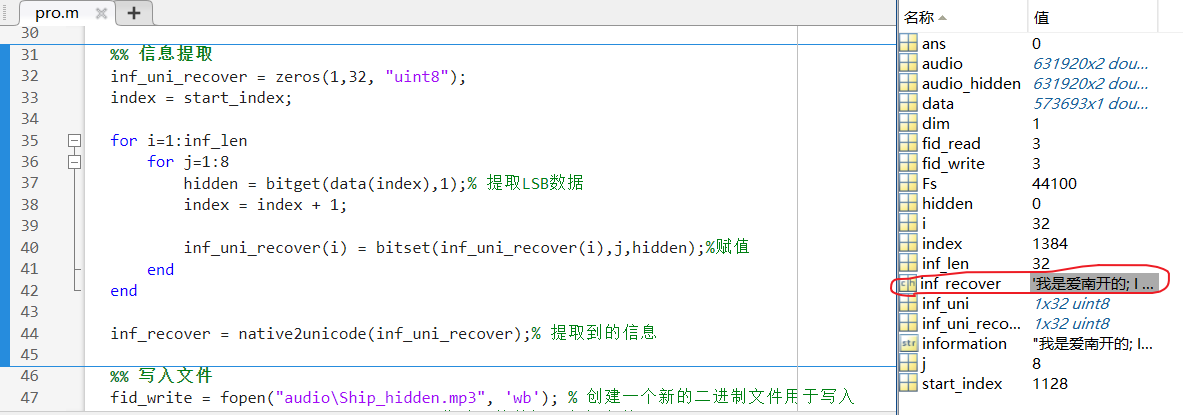 pro.m
30
31 %% 信息提取
32 inf_uni_recover = zeros(1,32, "uint8");
33 index = start_index;
34
35 for i=1:inf_len
36 for j=1:8
37 hidden = bitget(data(index),1);% 提取LSB数据
38 index = index + 1;
39
40 inf_uni_recover(i) = bitset(inf_uni_recover(i),j,hidden);%赋值
41 end
42 end
43
44 inf_recover = native2unicode(inf_uni_recover);% 提取到的信息
45
46 %% 写入文件
47 fid_write = fopen("audio\Ship_hidden.mp3", 'wb'); % 创建一个新的二进制文件用于写入
名称 值
ans 0
audio 631920x2 dou...
audio_hidden 631920x2 dou...
data 573693x1 dou...
dim 1
fid_read 3
fid_write 3
Fs 44100
hidden 0
i 32
index 1384
inf_len 32
inf_recover '我是爱南开的; I ...
inf_uni 1x32 uint8
inf_uni_reco... 1x32 uint8
information "我是爱南开的; I...
j 8
start_index 1128